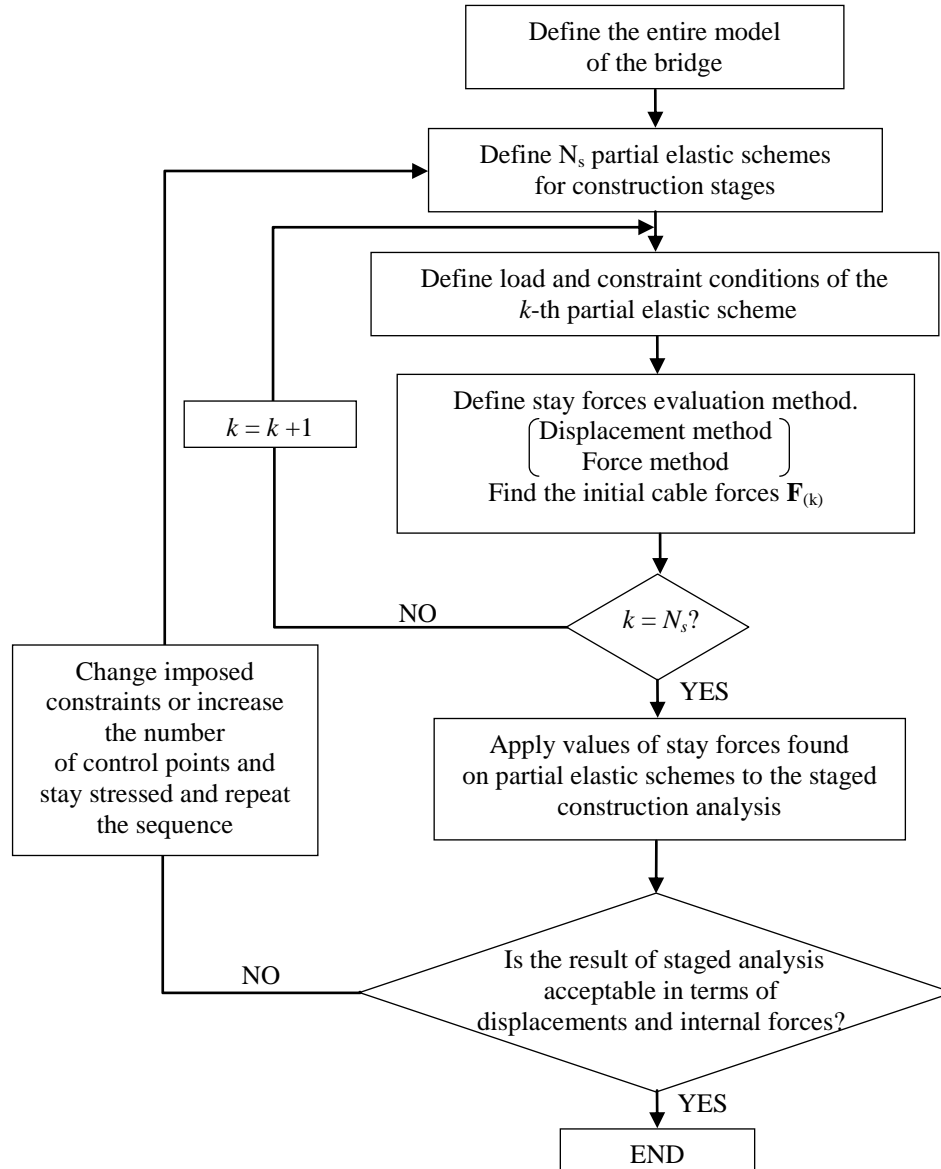 Define the entire model
of the bridge
Define Ns partial elastic schemes
for construction stages
Define load and constraint conditions of the
k-th partial elastic scheme
Define stay forces evaluation method.
Displacement method
Force method
Find the initial cable forces F(k)
k = k +1
NO
k = Ns?
YES
Change imposed
constraints or increase
the number
of control points and
stay stressed and repeat
the sequence
Apply values of stay forces found
on partial elastic schemes to the staged
construction analysis
NO
Is the result of staged analysis
acceptable in terms of
displacements and internal forces?
YES
END